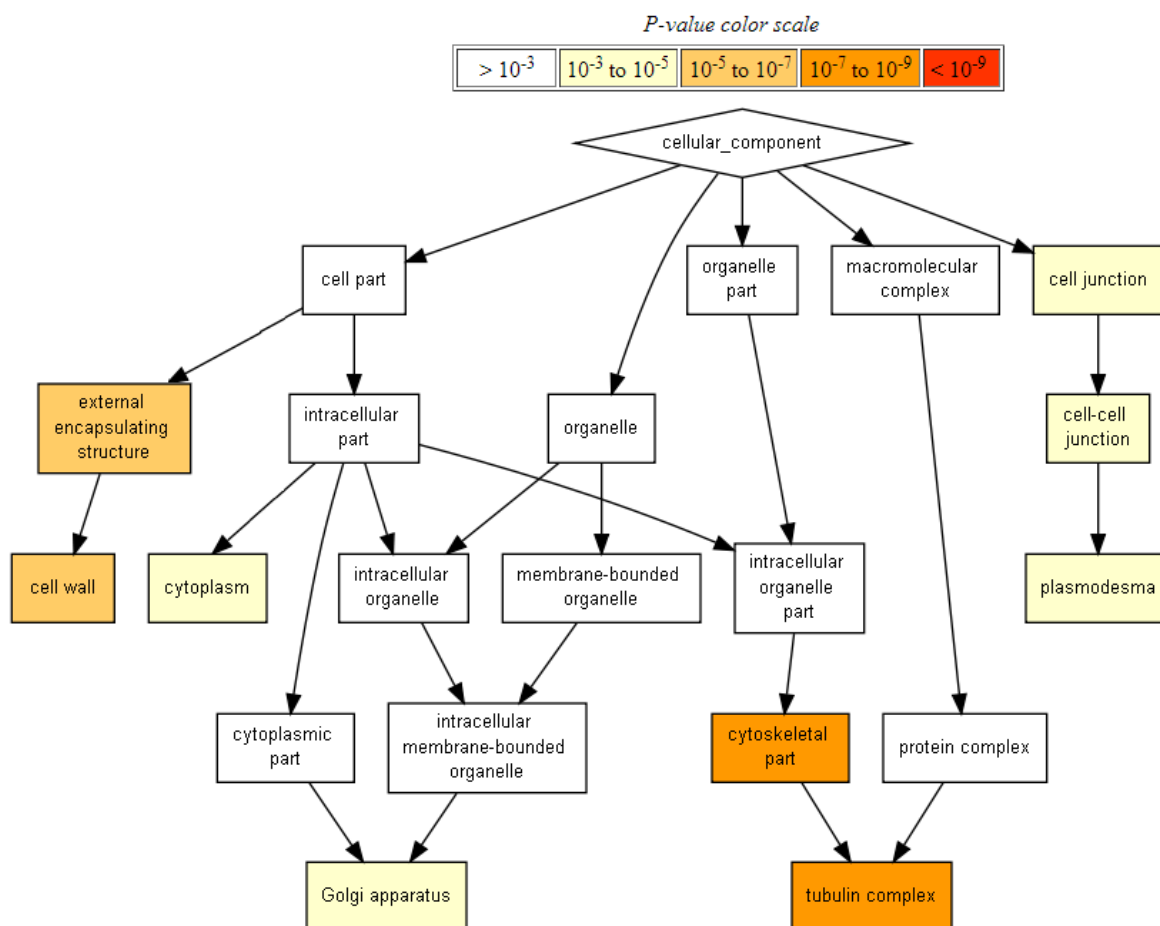 P-value color scale
> 10⁻³ 10⁻³ to 10⁻⁵ 10⁻⁵ to 10⁻⁷ 10⁻⁷ to 10⁻⁹ < 10⁻⁹
cellular_component
cell part
organelle
part
macromolecular
complex
cell junction
external
encapsulating
structure
intracellular
part
organelle
cell-cell
junction
cell wall
cytoplasm
intracellular
organelle
membrane-bounded
organelle
intracellular
organelle
part
plasmodesma
cytoplasmic
part
intracellular
membrane-bounded
organelle
cytoskeletal
part
protein complex
Golgi apparatus
tubulin complex